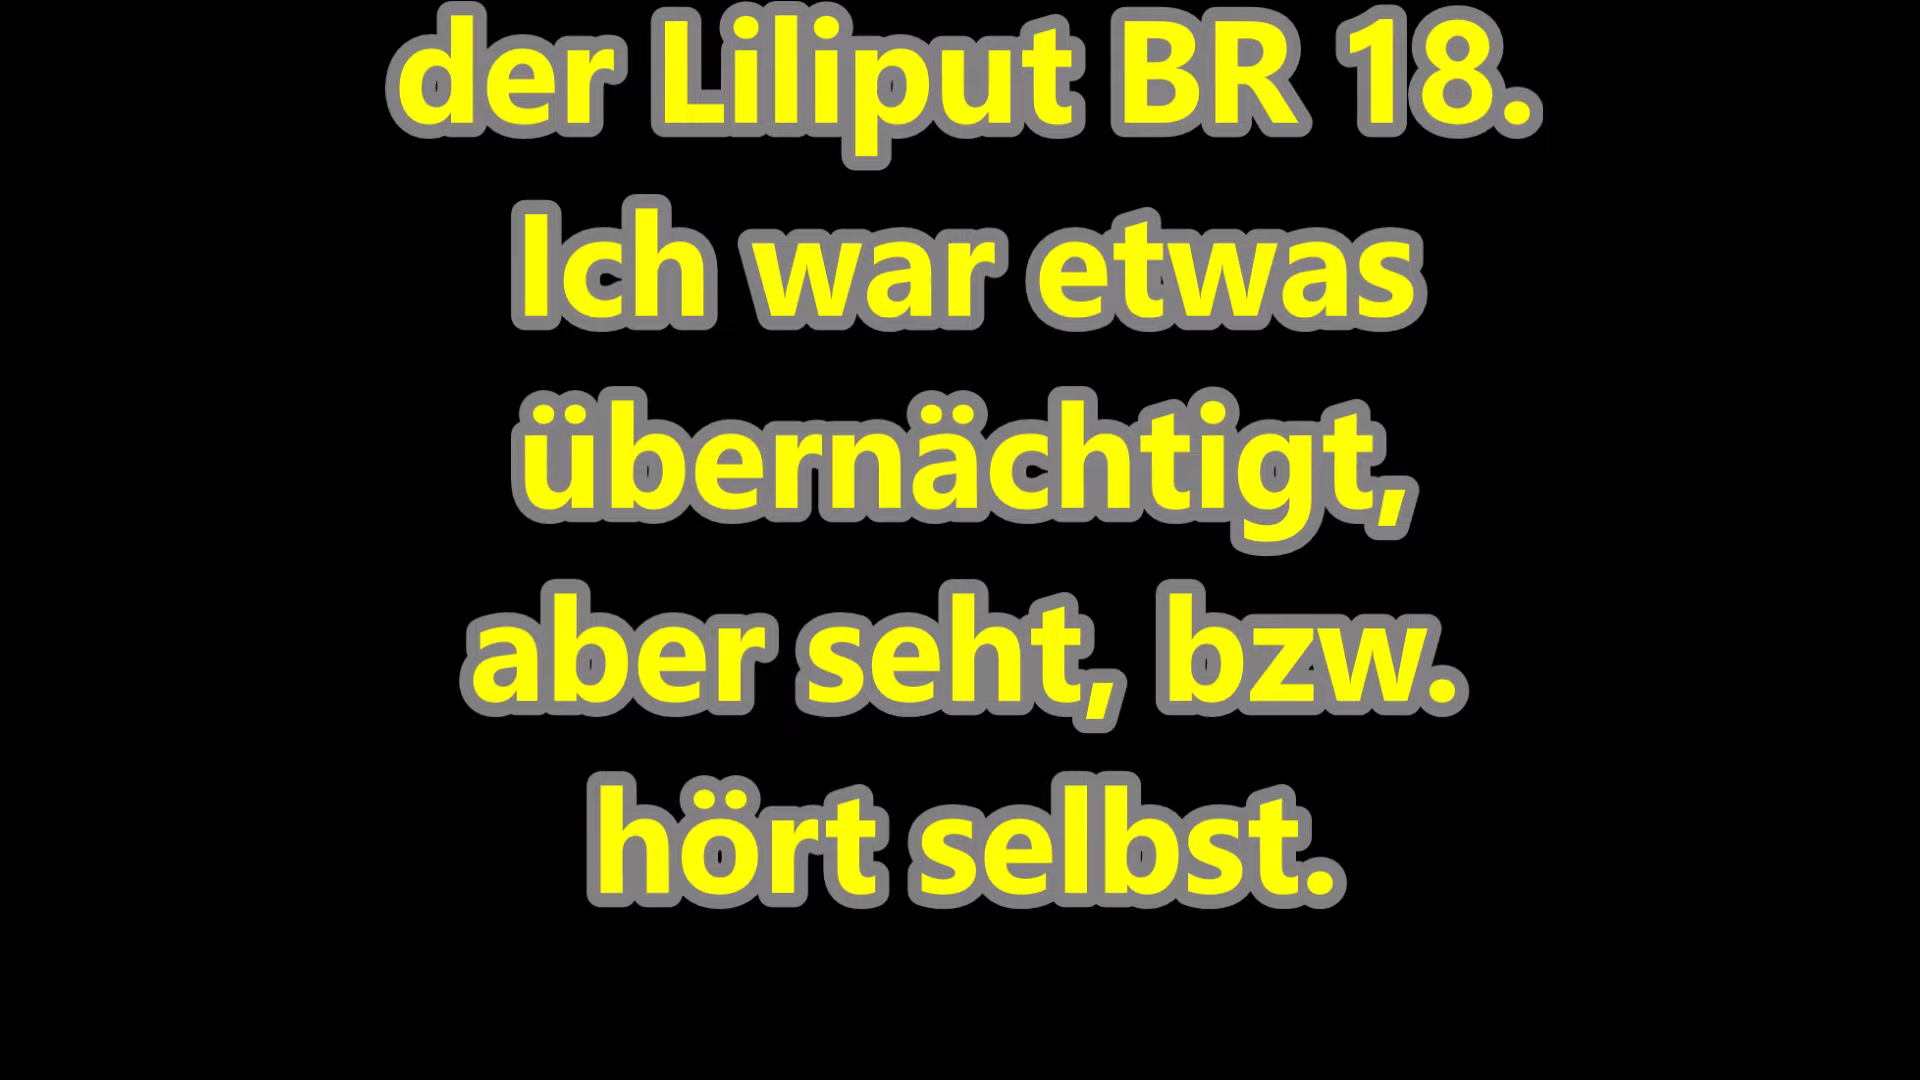 der Liliput BR 18.
Ich war etwas
übernächtigt,
aber seht, bzw.
hört selbst.